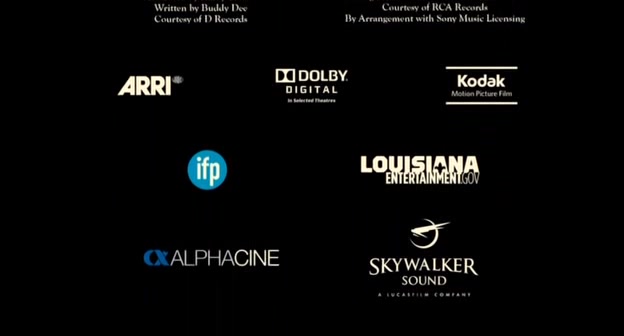 Written by Buddy Dee
Courtesy of D Records
Courtesy of RCA Records
By Arrangement with Sony Music Licensing
ARRI
DOLBY
DIGITAL
In Selected Theatres
Kodak
Motion Picture Film
ifp
LOUISIANA
ENTERTAINMENT.GOV
ALPHACINE
SKYWALKER
SOUND
A LUCASFILM COMPANY